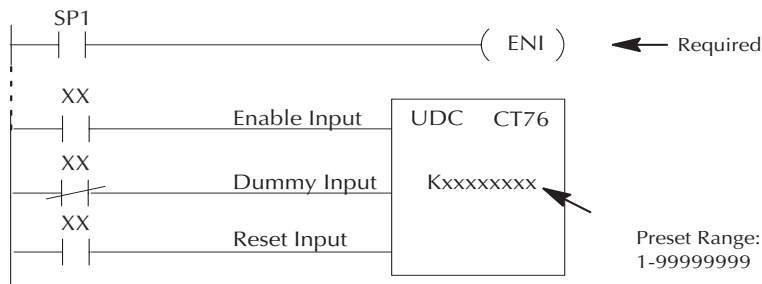 SP1
ENI
Required
XX
Enable Input
UDC CT76
XX
Dummy Input
Kxxxxxxxx
XX
Reset Input
Preset Range:
1-99999999